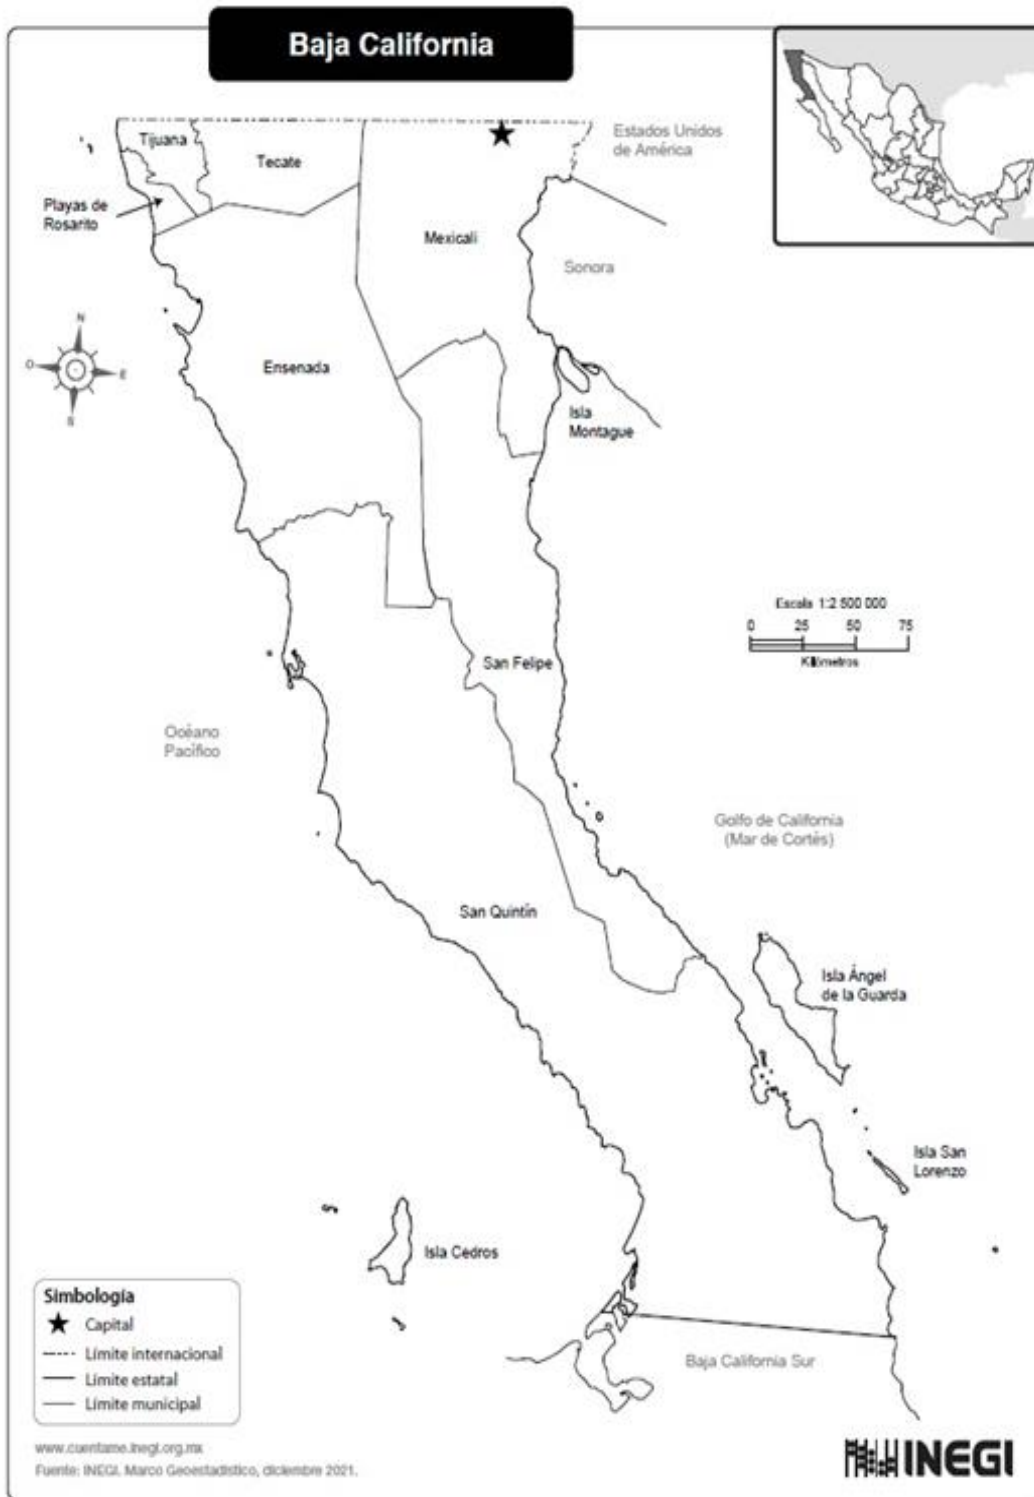 Baja California
Tijuana
Tecate
Estados Unidos
de América
Playas de
Rosarito
Mexicali
Sonora
N
O
E
S
Ensenada
Isla
Montague
Escala 1:2 500 000
0 25 50 75
Kilómetros
San Felipe
Océano
Pacífico
Golfo de California
(Mar de Cortés)
San Quintín
Isla Ángel
de la Guarda
Isla San
Lorenzo
Isla Cedros
Simbología
Capital
Límite internacional
Límite estatal
Límite municipal
Baja California Sur
www.cuentame.inegi.org.mx
Fuente: INEGI. Marco Geoestadístico, diciembre 2021.
INEGI